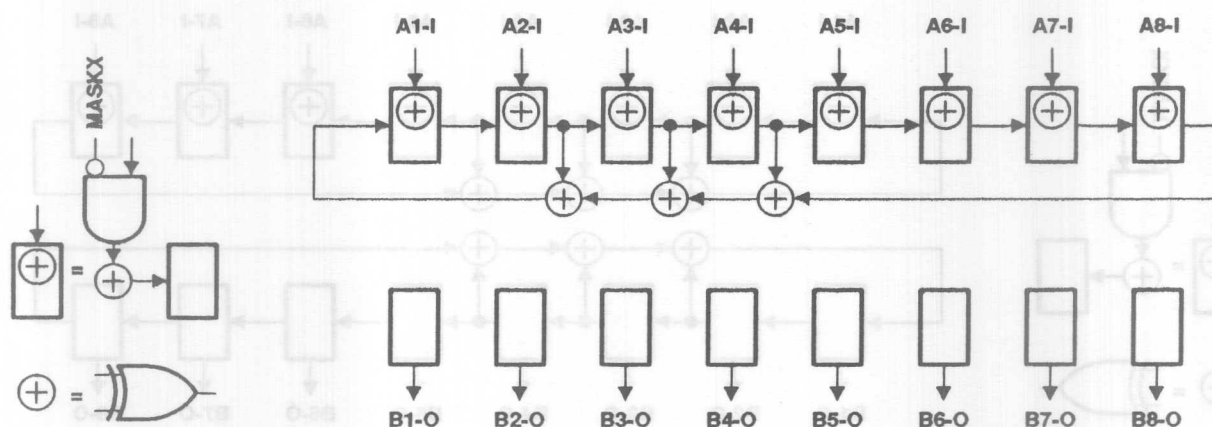 A1-I A2-I A3-I A4-I A5-I A6-I A7-I A8-I
MASKX
=
=
B1-O B2-O B3-O B4-O B5-O B6-O B7-O B8-O